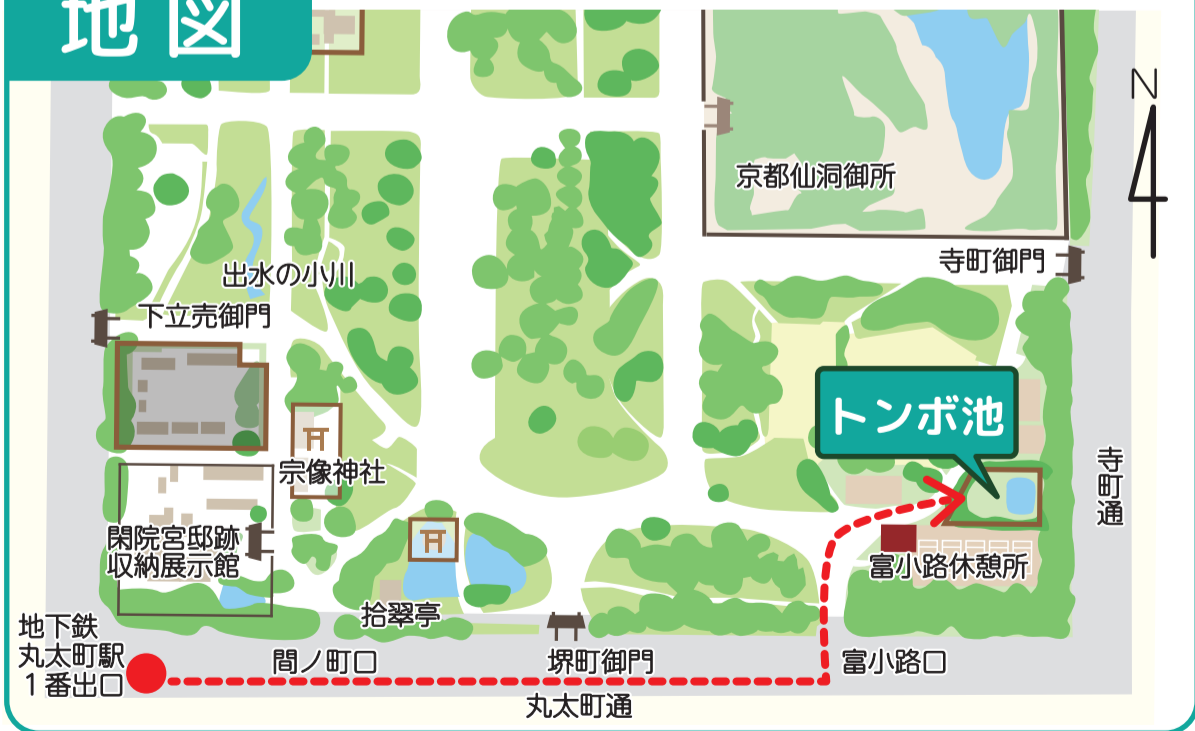 地図
N
京都仙洞御所
寺町御門
出水の小川
下立売御門
トンボ池
宗像神社
寺町通
閑院宮邸跡
収納展示館
富小路休憩所
拾翠亭
地下鉄
丸太町駅
1番出口
間ノ町口
堺町御門
富小路口
丸太町通